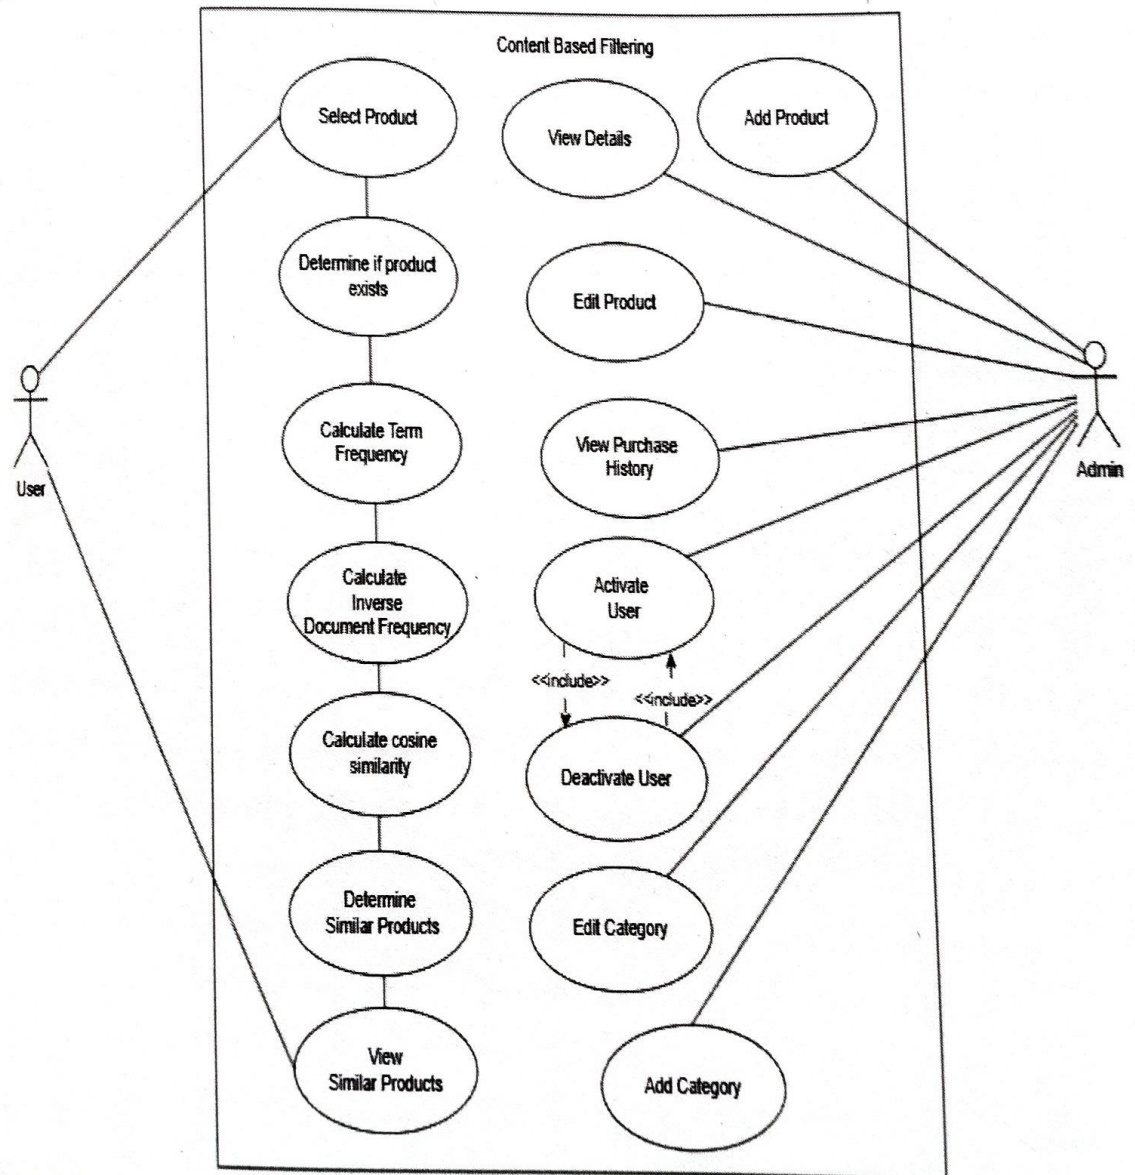 Content Based Filtering
Select Product
View Details
Add Product
Determine if product
exists
Edit Product
Calculate Term
Frequency
View Purchase
History
User
Admin
Calculate
Inverse
Document Frequency
Activate
User
<<include>>
<<include>>
Calculate cosine
similarity
Deactivate User
Determine
Similar Products
Edit Category
View
Similar Products
Add Category